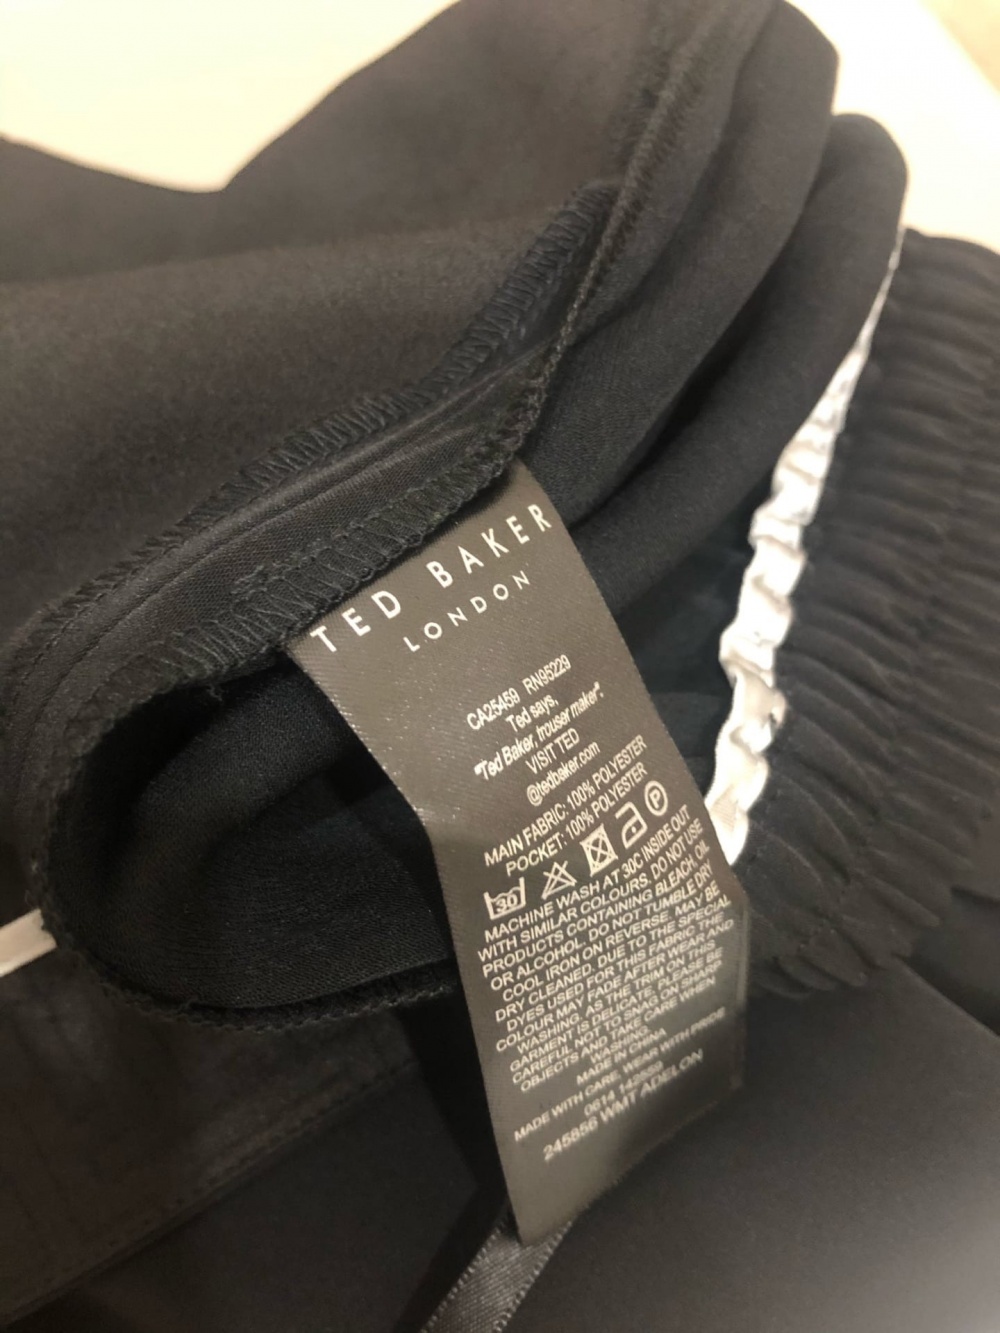 TED BAKER
LONDON
CA25459 RN95229
Ted says,
"Ted Baker, trouser maker".
VISIT TED
@tedbaker.com
MAIN FABRIC: 100% POLYESTER
POCKET: 100% POLYESTER
30 P
MACHINE WASH AT 30C INSIDE OUT
WITH SIMILAR COLOURS. DO NOT USE
PRODUCTS CONTAINING BLEACH, OIL
OR ALCOHOL. DO NOT TUMBLE DRY
COOL IRON ON REVERSE. MAY BE
DRY CLEANED. DUE TO THE SPECIAL
DYES USED FOR THIS FABRIC THE
COLOUR MAY FADE AFTER WEAR AND
WASHING. AS THE TRIM ON THIS
GARMENT IS DELICATE, PLEASE BE
CAREFUL NOT TO SNAG ON SHARP
OBJECTS AND TAKE CARE WHEN
WASHING.
MADE IN CHINA
MADE WITH CARE. WEAR WITH PRIDE
0614
WMT ADELON